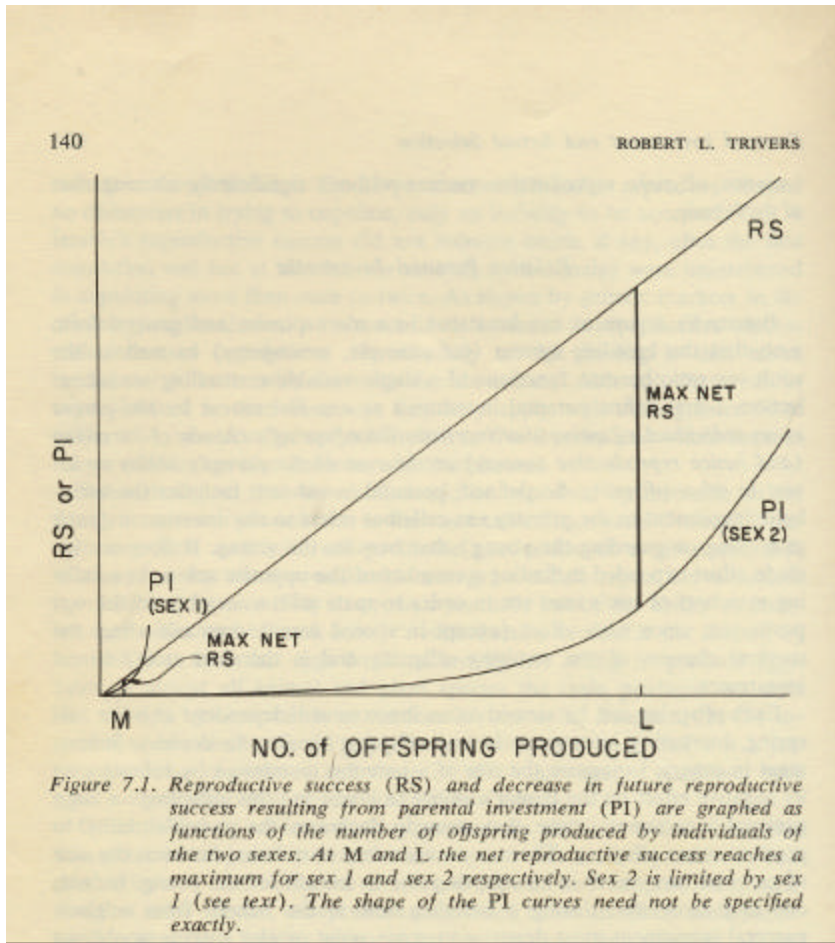 140
ROBERT L. TRIVERS
RS
MAX NET
RS
RS or PI
PI
(SEX 2)
PI
(SEX I)
MAX NET
RS
M
L
NO. of OFFSPRING PRODUCED
Figure 7.1. Reproductive success (RS) and decrease in future reproductive
success resulting from parental investment (PI) are graphed as
functions of the number of offspring produced by individuals of
the two sexes. At M and L the net reproductive success reaches a
maximum for sex 1 and sex 2 respectively. Sex 2 is limited by sex
1 (see text). The shape of the PI curves need not be specified
exactly.